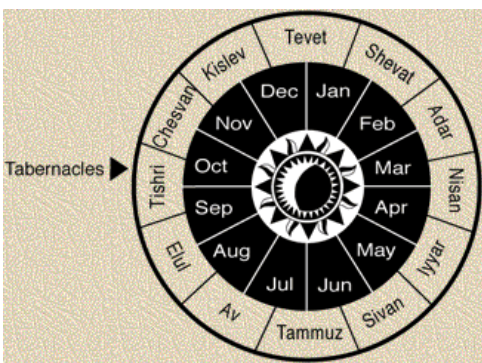 Tabernacles
Tevet
Shevat
Adar
Nisan
Iyyar
Sivan
Tammuz
Av
Elul
Tishri
Chesvan
Kislev
Jan
Feb
Mar
Apr
May
Jun
Jul
Aug
Sep
Oct
Nov
Dec